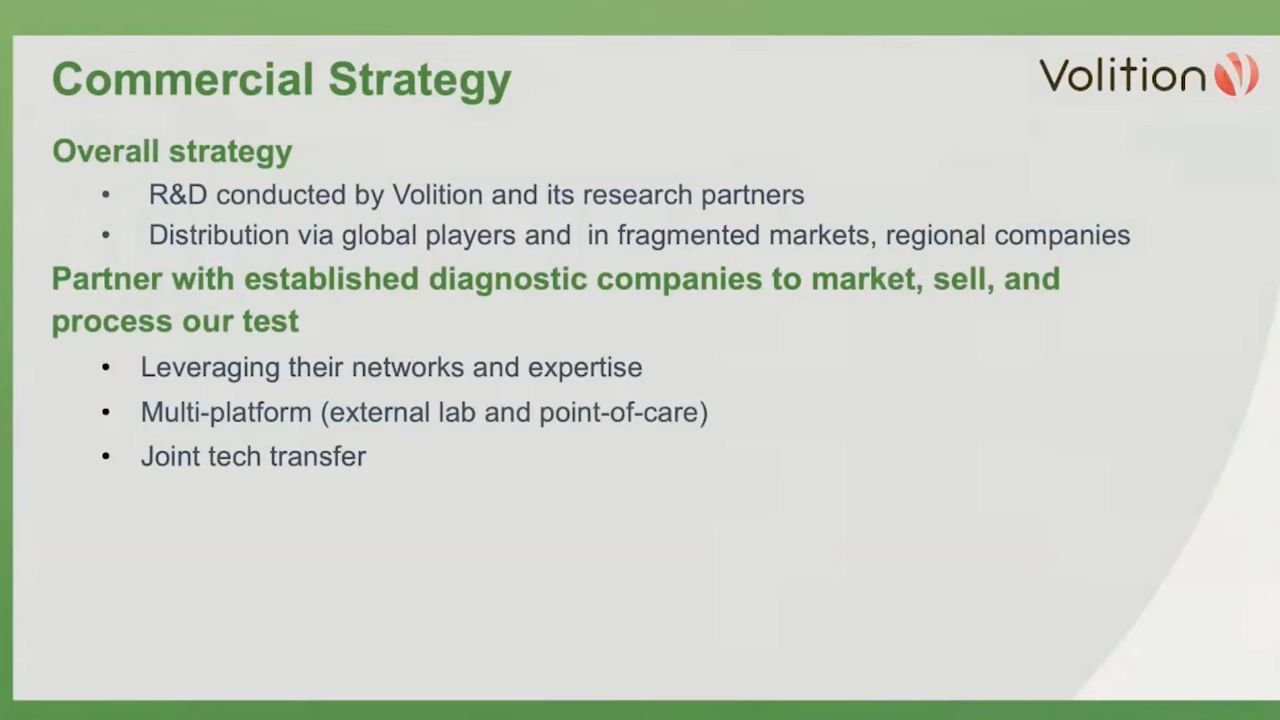 Commercial Strategy
Volition
Overall strategy
• R&D conducted by Volition and its research partners
• Distribution via global players and  in fragmented markets, regional companies
Partner with established diagnostic companies to market, sell, and
process our test
• Leveraging their networks and expertise
• Multi-platform (external lab and point-of-care)
• Joint tech transfer